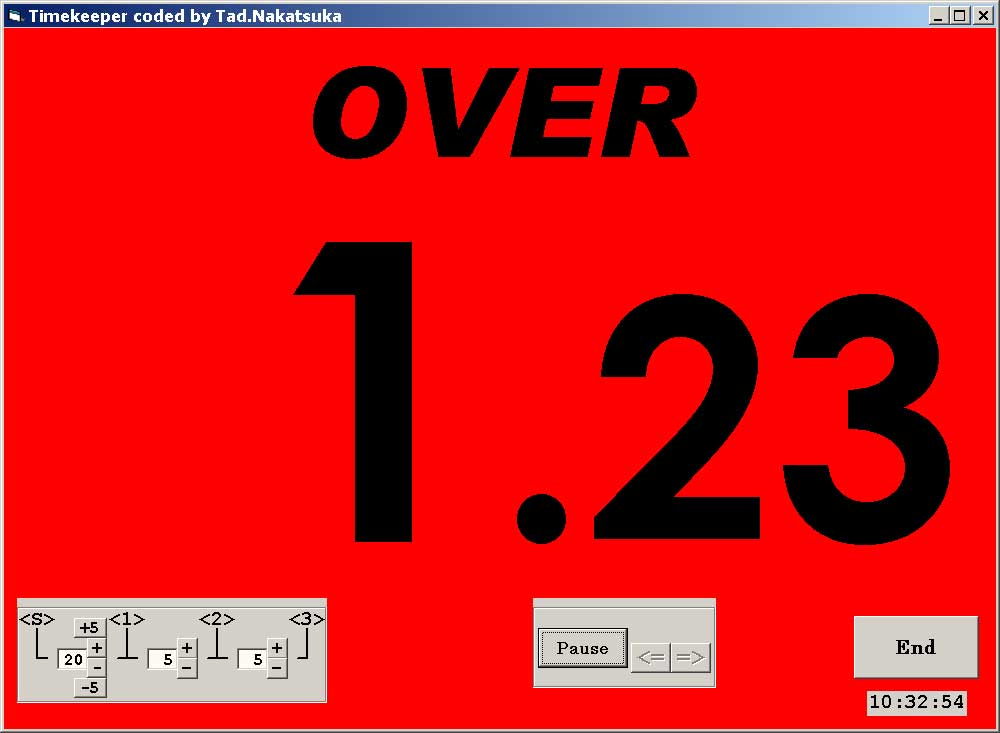 Timekeeper coded by Tad.Nakatsuka
OVER
1.23
<S> +5 <1> <2> <3>
20 + - 5 + - 5 + -
-5
Pause <= =>
End
10:32:54